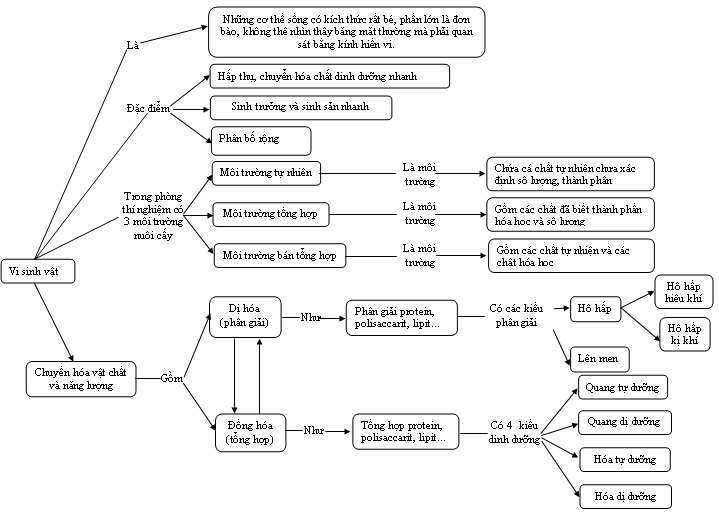 Những cơ thể sống có kích thức rất bé, phần lớn là đơn
bào, không thể nhìn thấy bằng mắt thường mà phải quan
sát bằng kính hiển vi.
Là
Hấp thụ, chuyển hóa chất dinh dưỡng nhanh
Đặc điểm
Sinh trưởng và sinh sản nhanh
Phân bố rộng
Trong phòng
thí nghiệm có
3 môi trường
nuôi cấy
Môi trường tự nhiên
Là môi
trường
Chứa cá chất tự nhiên chưa xác
định số lượng, thành phần
Môi trường tổng hợp
Là môi
trường
Gồm các chất đã biết thành phần
hóa học và số lượng
Môi trường bán tổng hợp
Là môi
trường
Gồm các chất tự nhiện và các
chất hóa học
Vi sinh vật
Chuyển hóa vật chất
và năng lượng
Gồm
Dị hóa
(phân giải)
Như
Phân giải protein,
polisaccarit, lipit...
Có các kiểu
phân giải
Hô hấp
Hô hấp
hiếu khí
Hô hấp
kị khí
Lên men
Đồng hóa
(tổng hợp)
Như
Tổng hợp protein,
polisaccarit, lipit...
Có 4 kiểu
dinh dưỡng
Quang tự dưỡng
Quang dị dưỡng
Hóa tự dưỡng
Hóa dị dưỡng